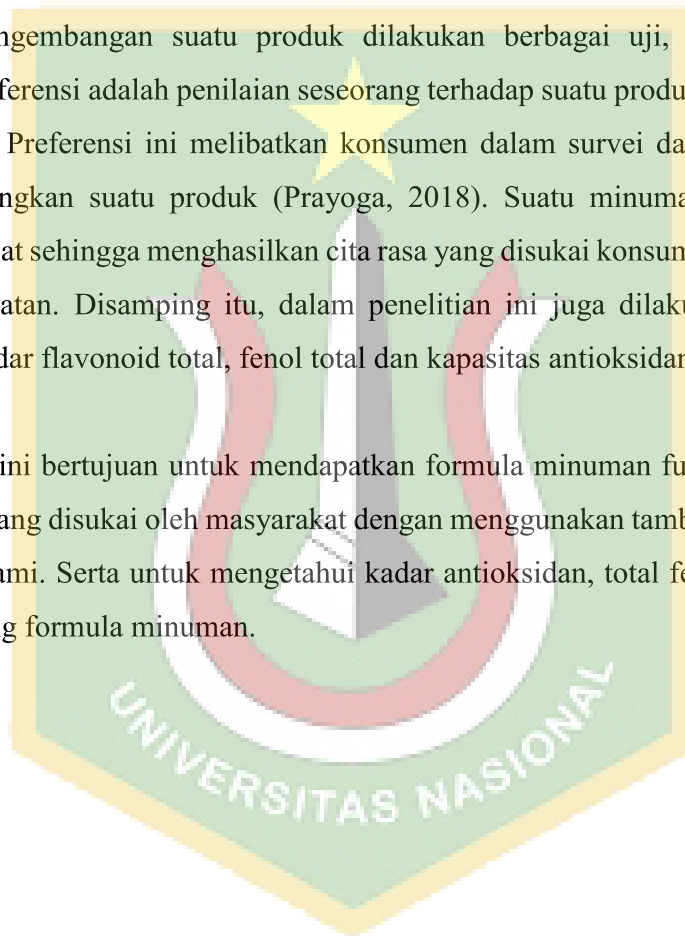 ngembangan suatu produk dilakukan berbagai uji,
ferensi adalah penilaian seseorang terhadap suatu produ
Preferensi ini melibatkan konsumen dalam survei da
ngkan suatu produk (Prayoga, 2018). Suatu minuma
at sehingga menghasilkan cita rasa yang disukai konsum
atan. Disamping itu, dalam penelitian ini juga dilaku
dar flavonoid total, fenol total dan kapasitas antioksidan
ini bertujuan untuk mendapatkan formula minuman fu
ang disukai oleh masyarakat dengan menggunakan tamb
ami. Serta untuk mengetahui kadar antioksidan, total fe
g formula minuman.
UNIVERSITAS NASIONAL